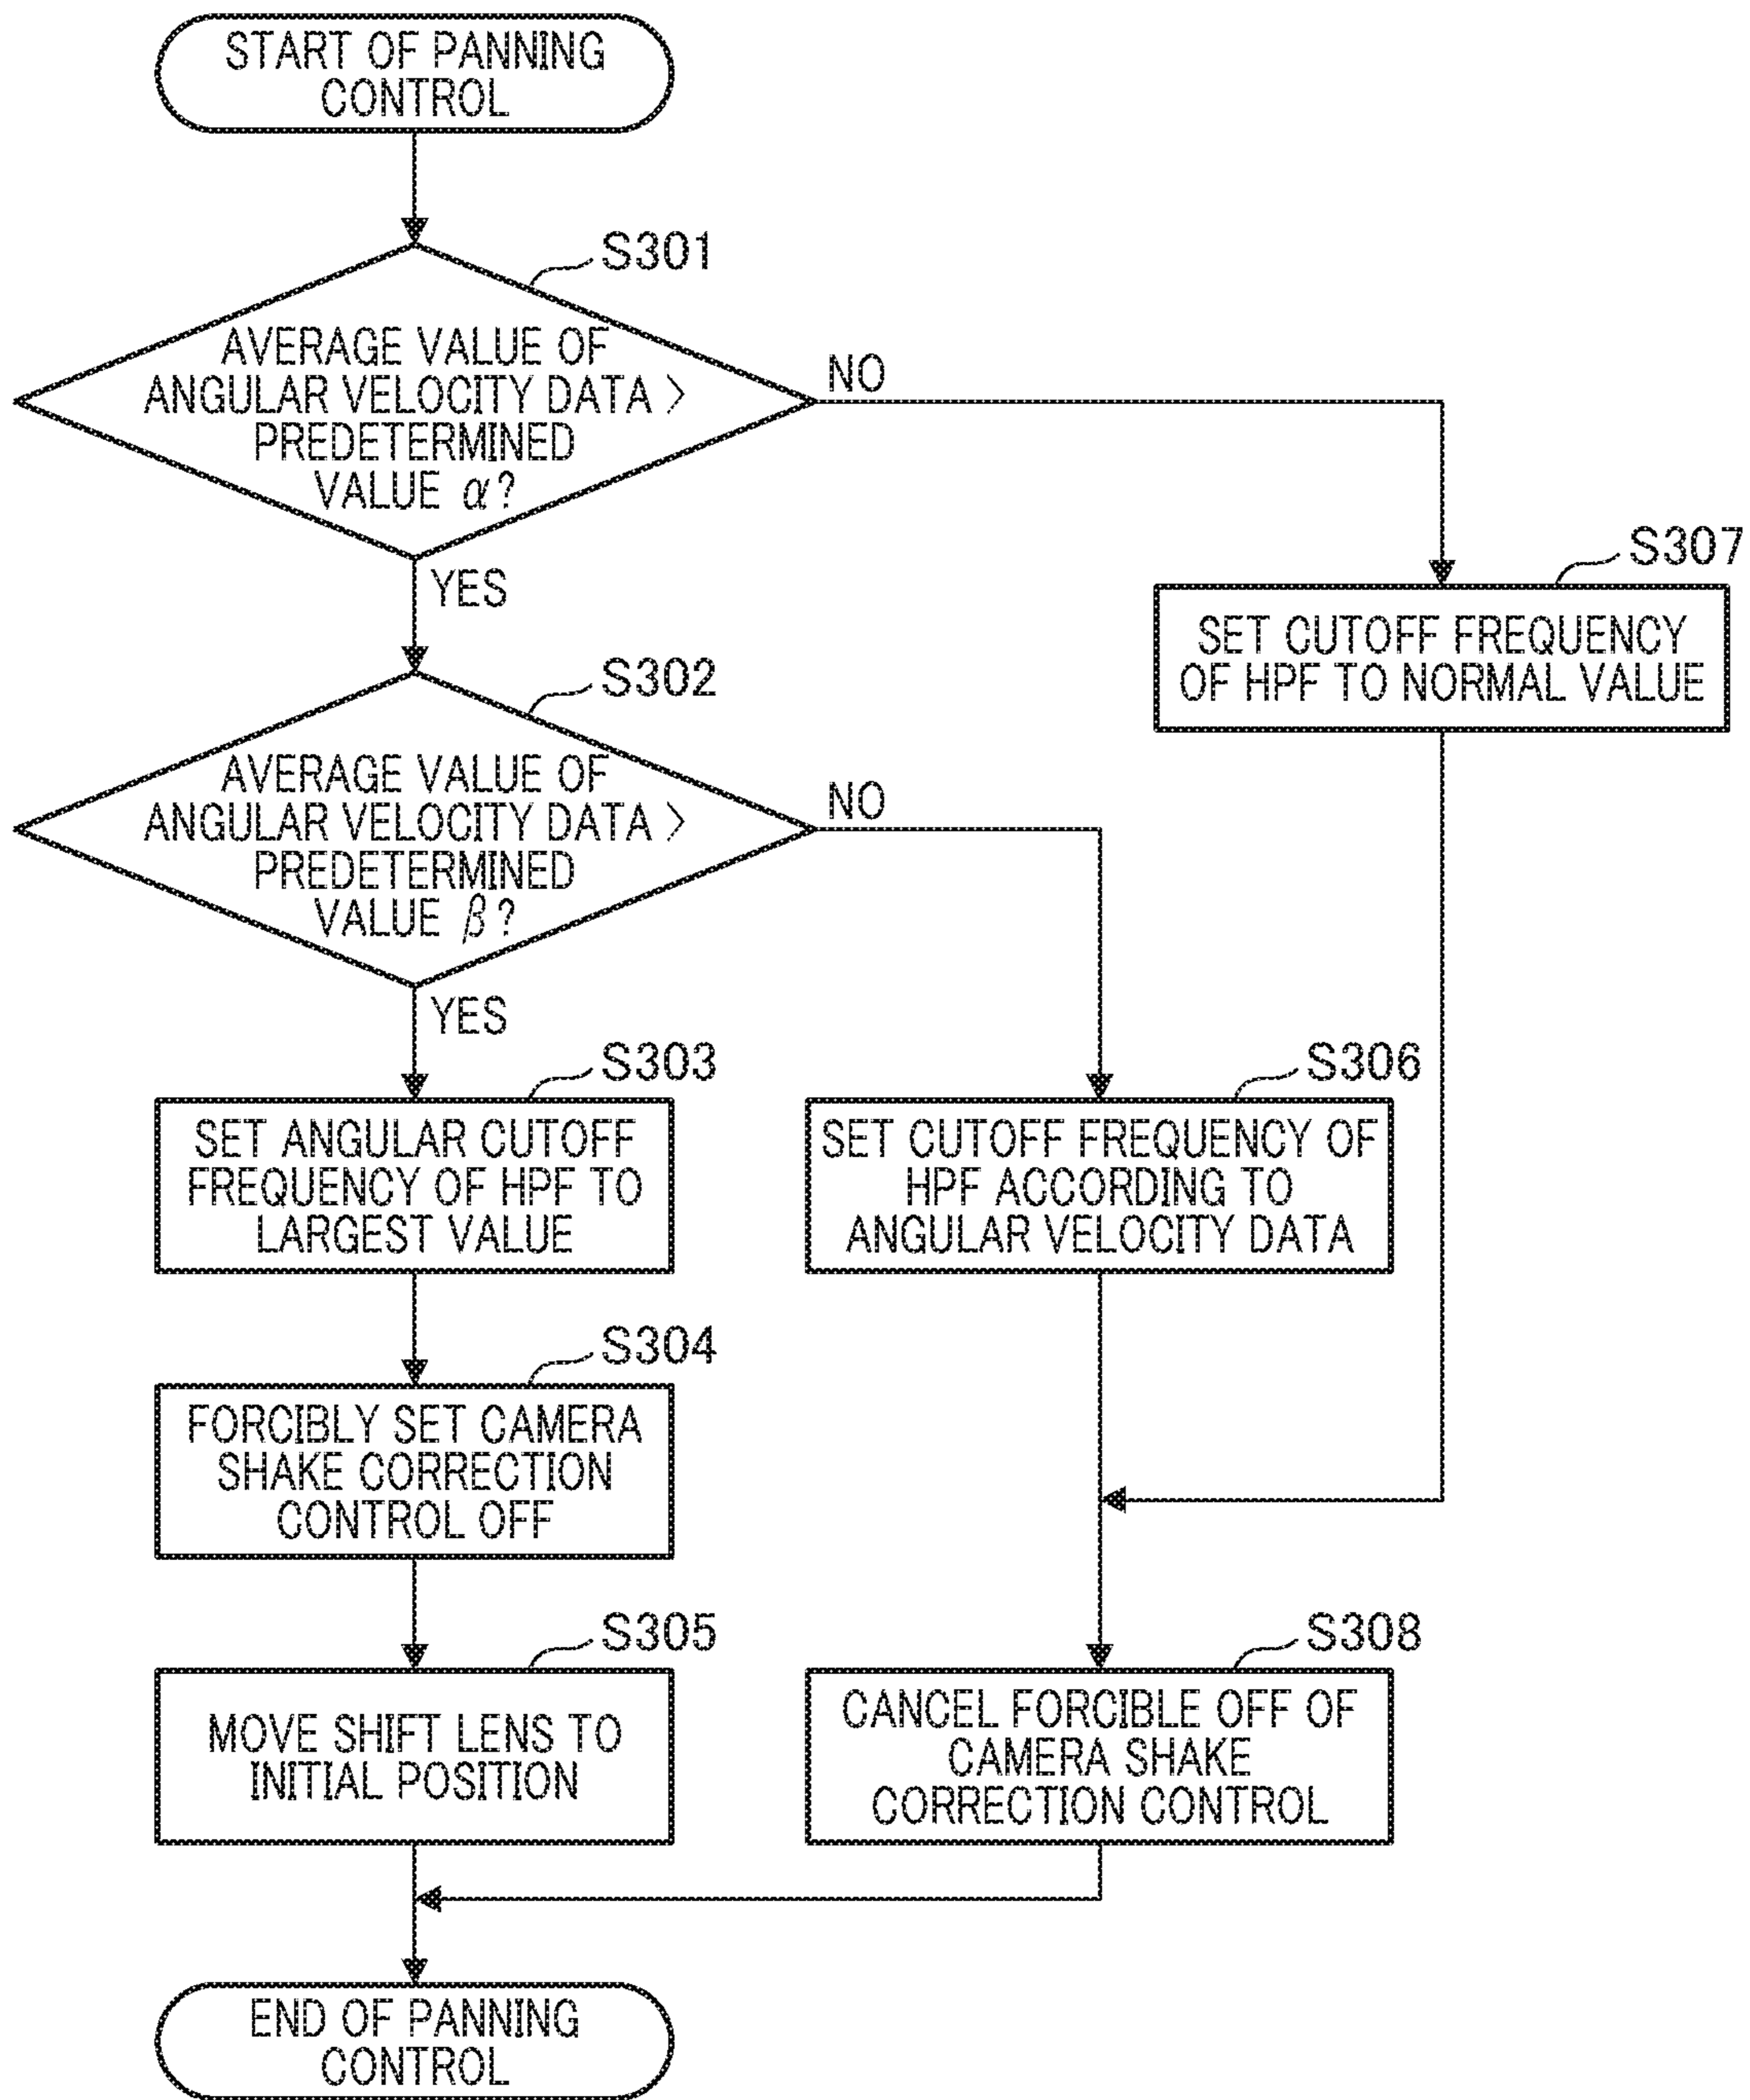 START OF PANNING
CONTROL
S301
AVERAGE VALUE OF
ANGULAR VELOCITY DATA >
PREDETERMINED
VALUE α?
NO
YES
S307
SET CUTOFF FREQUENCY
OF HPF TO NORMAL VALUE
S302
AVERAGE VALUE OF
ANGULAR VELOCITY DATA >
PREDETERMINED
VALUE β?
NO
YES
S303
SET ANGULAR CUTOFF
FREQUENCY OF HPF TO
LARGEST VALUE
S306
SET CUTOFF FREQUENCY OF
HPF ACCORDING TO
ANGULAR VELOCITY DATA
S304
FORCIBLY SET CAMERA
SHAKE CORRECTION
CONTROL OFF
S305
MOVE SHIFT LENS TO
INITIAL POSITION
S308
CANCEL FORCIBLE OFF OF
CAMERA SHAKE
CORRECTION CONTROL
END OF PANNING
CONTROL